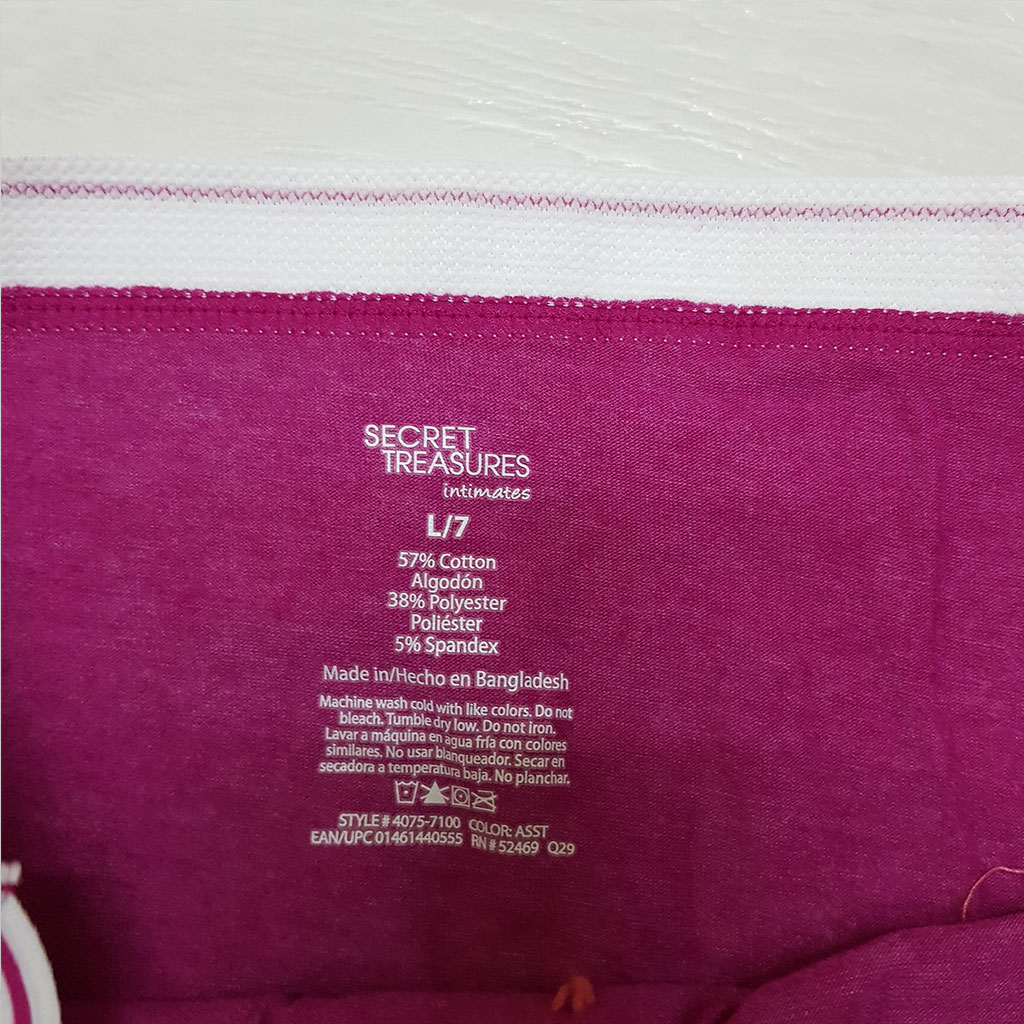 SECRET
TREASURES
intimates
L/7
57% Cotton
Algodón
38% Polyester
Poliéster
5% Spandex
Made in/Hecho en Bangladesh
Machine wash cold with like colors. Do not
bleach. Tumble dry low. Do not iron.
Lavar a máquina en agua fría con colores
similares. No usar blanqueador. Secar en
secadora a temperatura baja. No planchar.
STYLE # 4075-7100 COLOR: ASST
EAN/UPC 01461440555 RN # 52469 Q29